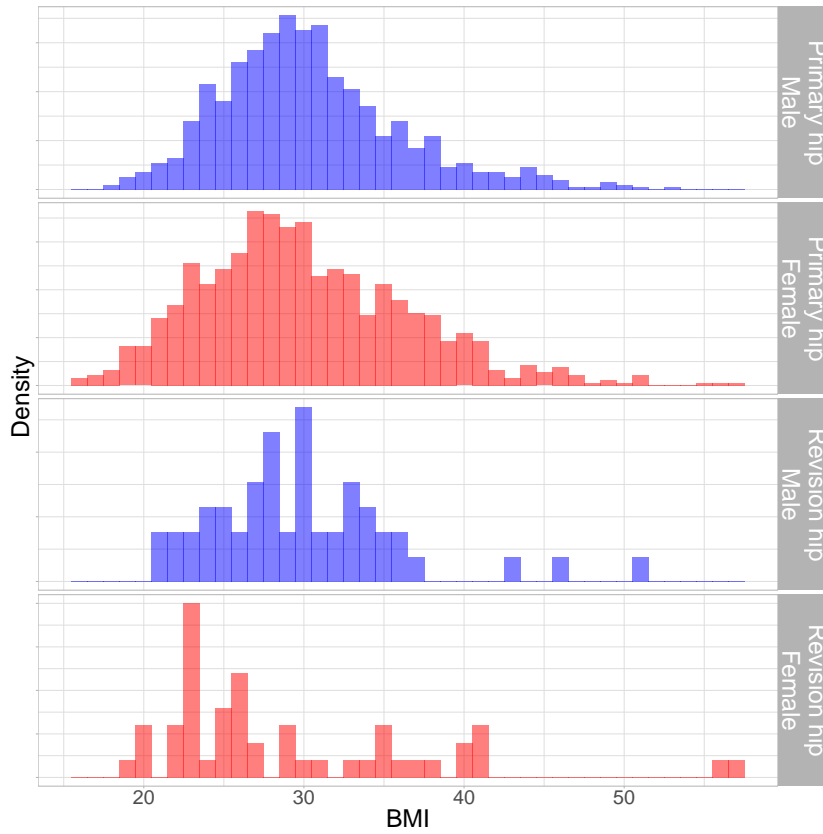 Primary hip
Male
Primary hip
Female
Revision hip
Male
Revision hip
Female
Density
20 30 40 50
BMI